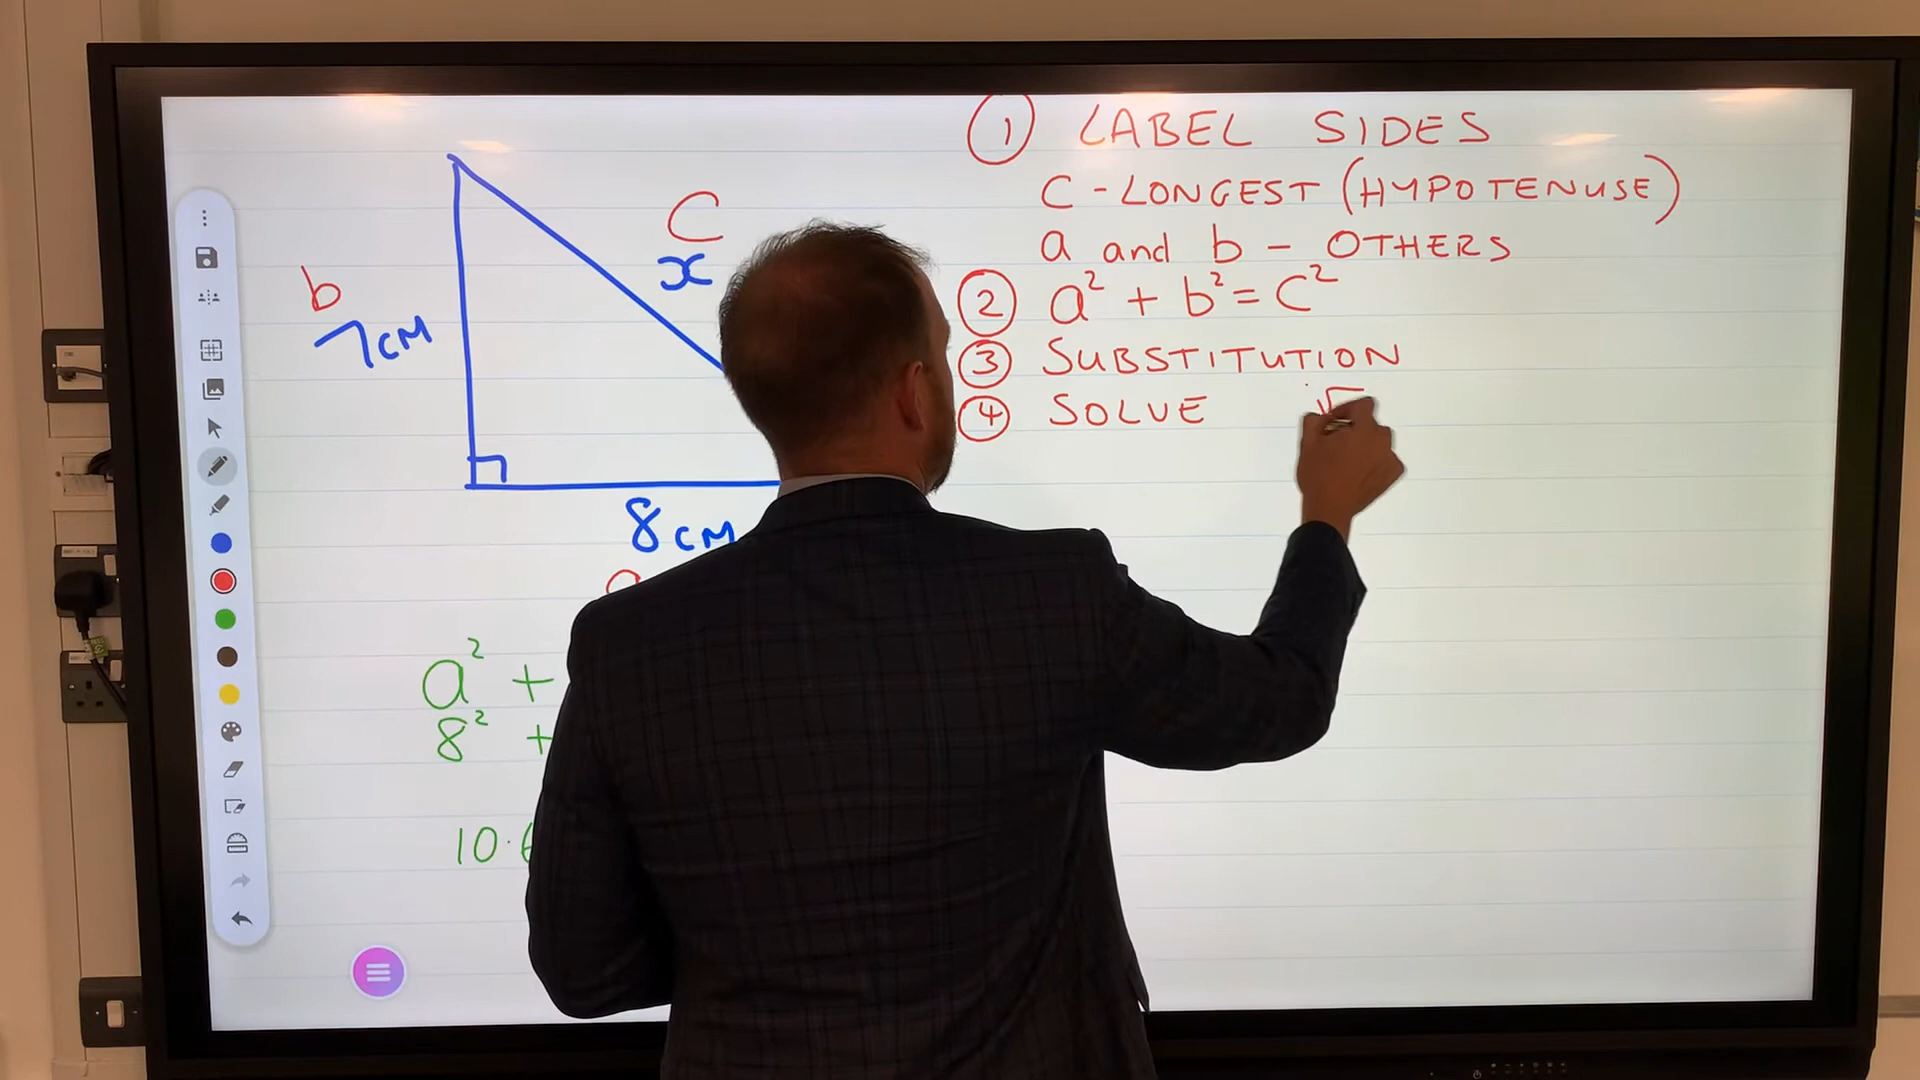 ① LABEL SIDES
C - LONGEST (HYPOTENUSE)
a and b - OTHERS
② a² + b² = c²
③ SUBSTITUTION
④ SOLVE √
C
x
b
7cm
8cm
a
a² +
8² +
10.6